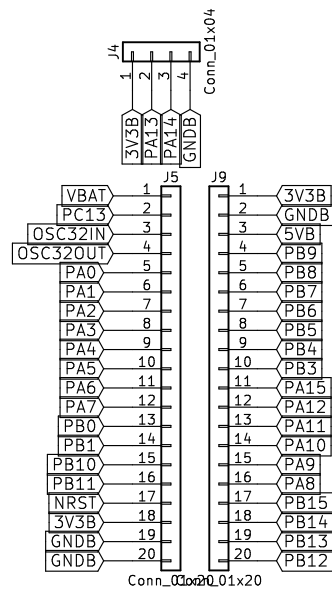 J4
Conn_01x04
1 2 3 4
3V3B PA13 PA14 GNDB
J5 J9
VBAT 1 1 3V3B
PC13 2 2 GNDB
OSC32IN 3 3 5VB
OSC32OUT 4 4 PB9
PA0 5 5 PB8
PA1 6 6 PB7
PA2 7 7 PB6
PA3 8 8 PB5
PA4 9 9 PB4
PA5 10 10 PB3
PA6 11 11 PA15
PA7 12 12 PA12
PB0 13 13 PA11
PB1 14 14 PA10
PB10 15 15 PA9
PB11 16 16 PA8
NRST 17 17 PB15
3V3B 18 18 PB14
GNDB 19 19 PB13
GNDB 20 20 PB12
Conn_01x20 Conn_01x20